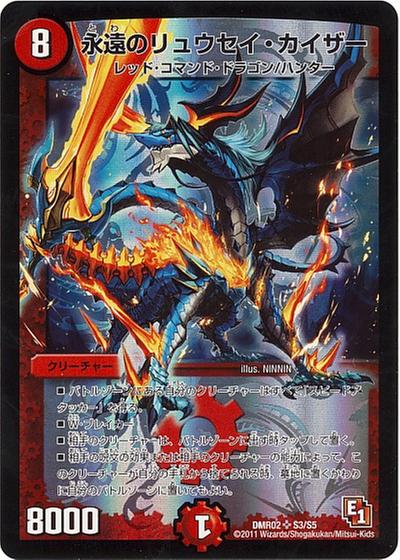 8
永遠のリュウセイ・カイザー
とわ
レッド・コマンド・ドラゴン/ハンター
クリーチャー
illus. NINNIN
■ バトルゾーンにある自分のクリーチャーはすべて「スピードア
タッカー」を得る。
■ W・ブレイカー
■ 相手のクリーチャーは、バトルゾーンに出す時タップして置く。
■ 相手の呪文の効果または相手のクリーチャーの能力によって、こ
のクリーチャーが自分の手札から捨てられる時、墓地に置くかわり
に自分のバトルゾーンに置いてもよい。
8000
1
E1
DMR02 S3/S5
©2011 Wizards/Shogakukan/Mitsui-Kids